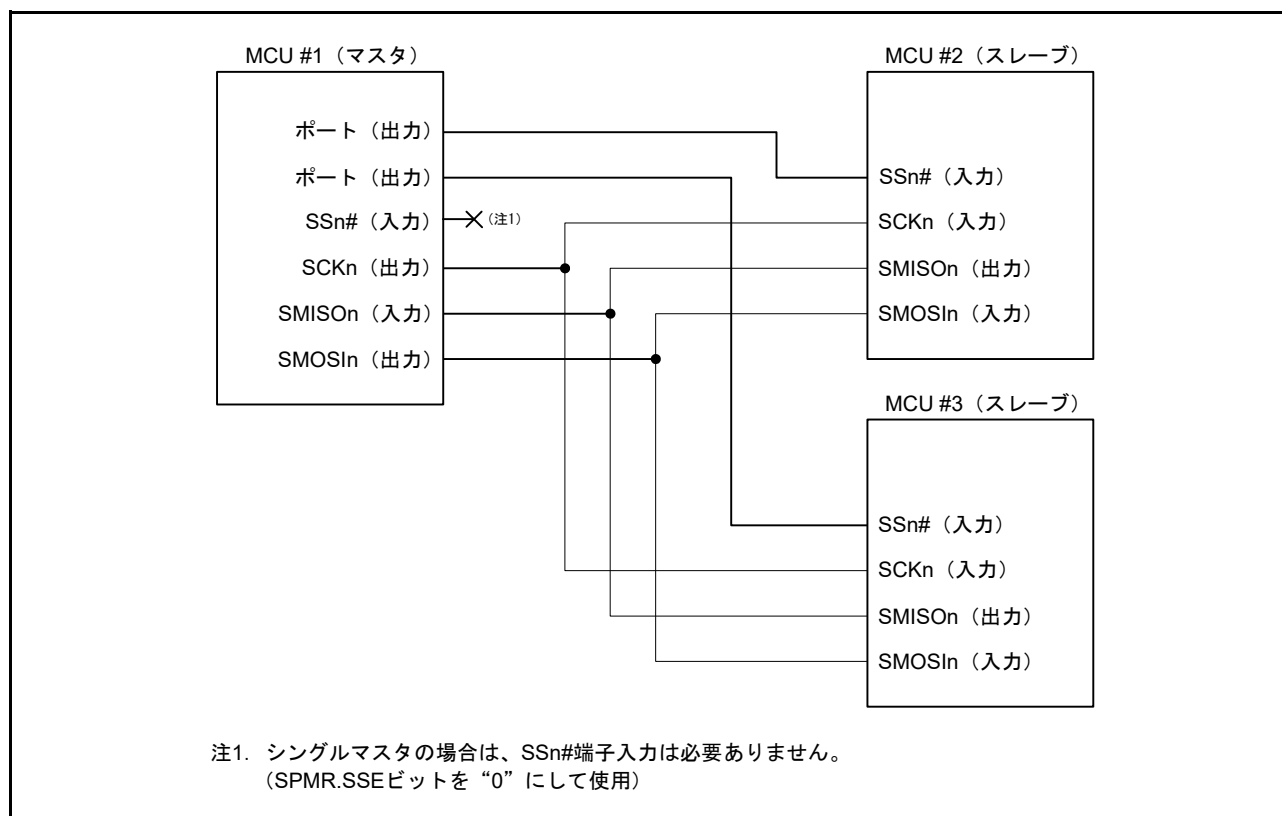 MCU #1（マスタ）
ポート（出力）
ポート（出力）
SSn#（入力）
（注1）
SCKn（出力）
SMISOn（入力）
SMOSIn（出力）
MCU #2（スレーブ）
SSn#（入力）
SCKn（入力）
SMISOn（出力）
SMOSIn（入力）
MCU #3（スレーブ）
SSn#（入力）
SCKn（入力）
SMISOn（出力）
SMOSIn（入力）
注1. シングルマスタの場合は、SSn#端子入力は必要ありません。
（SPMR.SSEビットを“0”にして使用）